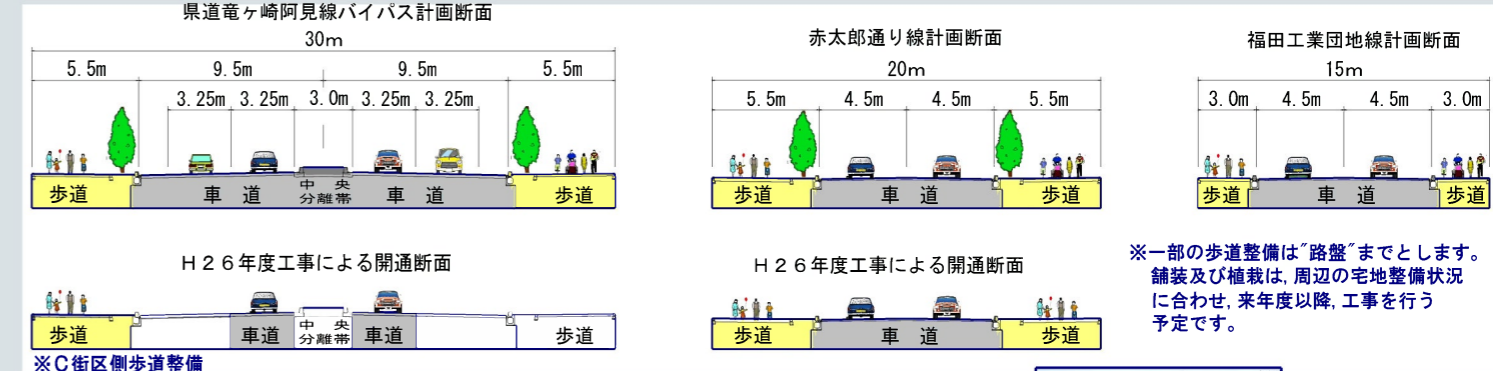 県道竜ヶ崎阿見線バイパス計画断面
30m
5.5m 9.5m 9.5m 5.5m
3.25m 3.25m 3.0m 3.25m 3.25m
歩道 車道 中央分離帯 車道 歩道
H26年度工事による開通断面
歩道 車道 中央分離帯 車道 歩道
※C街区側歩道整備
赤太郎通り線計画断面
20m
5.5m 4.5m 4.5m 5.5m
歩道 車道 歩道
H26年度工事による開通断面
歩道 車道 歩道
福田工業団地線計画断面
15m
3.0m 4.5m 4.5m 3.0m
歩道 車道 歩道
※一部の歩道整備は"路盤"までとします。
舗装及び植栽は, 周辺の宅地整備状況
に合わせ, 来年度以降, 工事を行う
予定です。